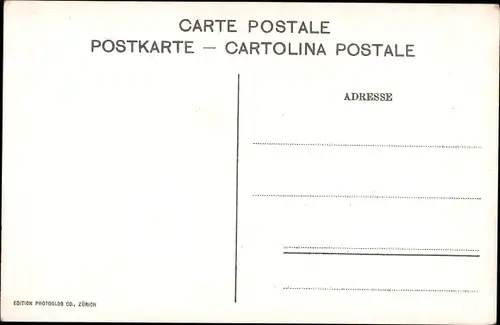 CARTE POSTALE
POSTKARTE — CARTOLINA POSTALE
ADRESSE
EDITION PHOTOGLOB CO., ZÜRICH